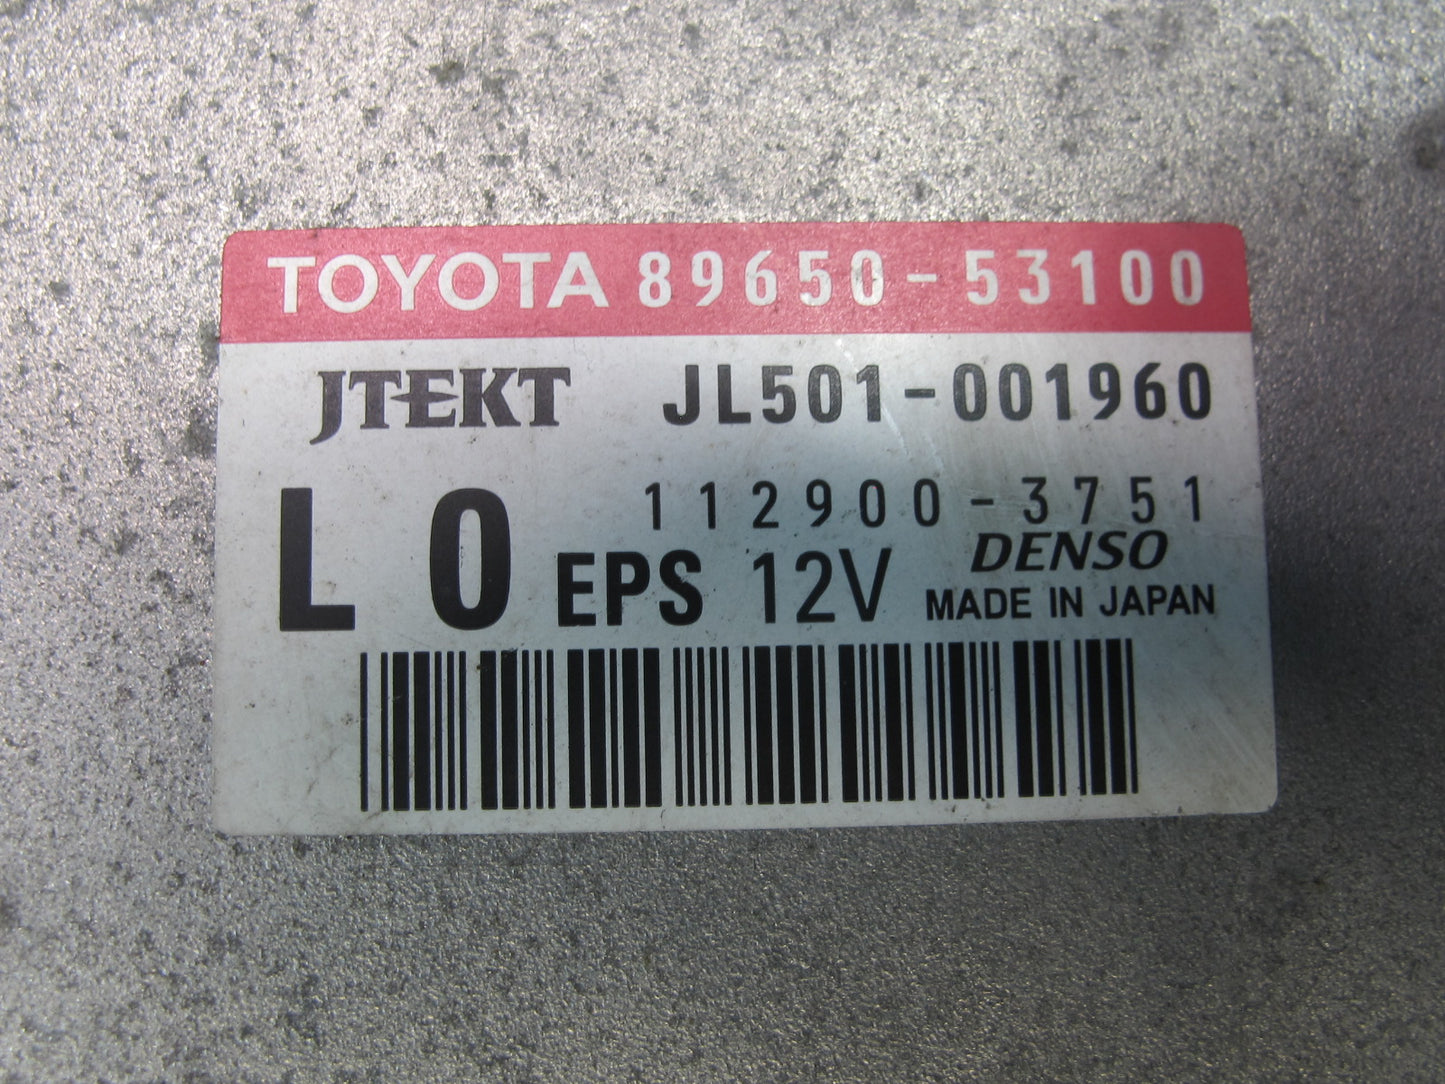 TOYOTA 89650-53100
JTEKT JL501-001960
112900-3751
L 0 EPS 12V DENSO
MADE IN JAPAN